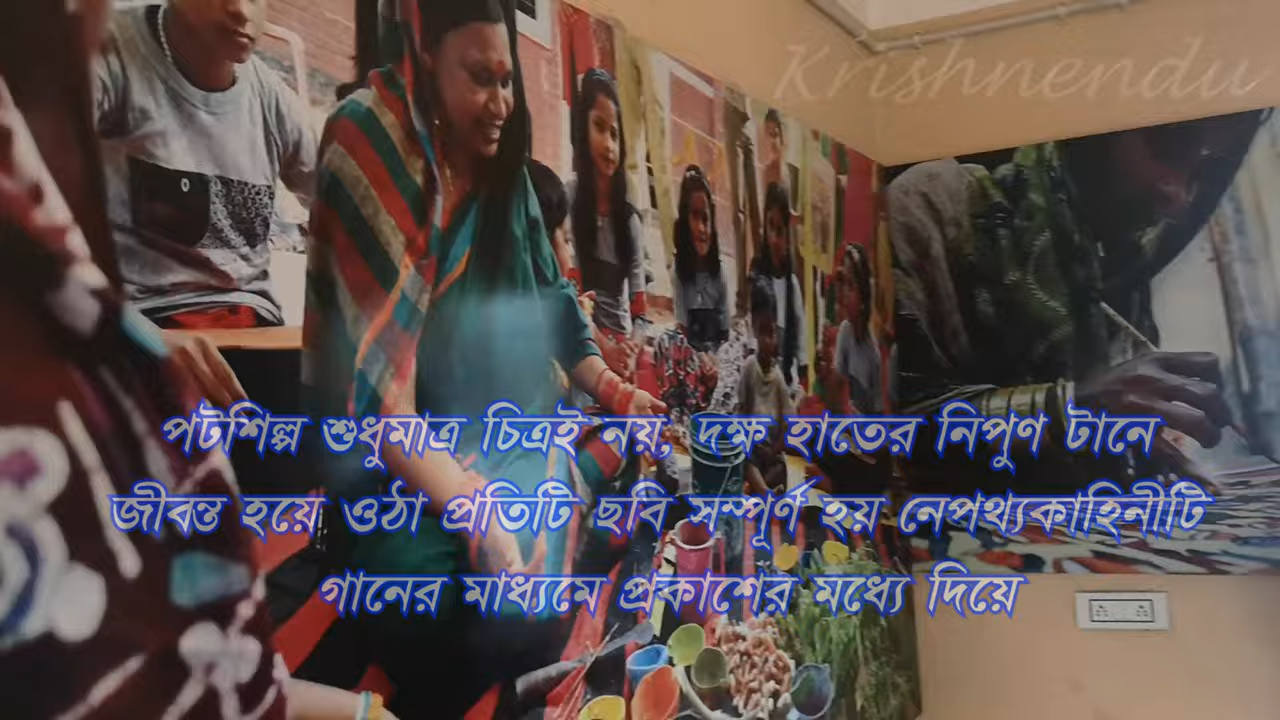 Krishnendu
পটশিল্প শুধুমাত্র চিত্রই নয়, দক্ষ হাতের নিপুণ টানে
জীবন্ত হয়ে ওঠা প্রতিটি ছবি সম্পূর্ণ হয় নেপথ্যকাহিনীটি
গানের মাধ্যমে প্রকাশের মধ্যে দিয়ে